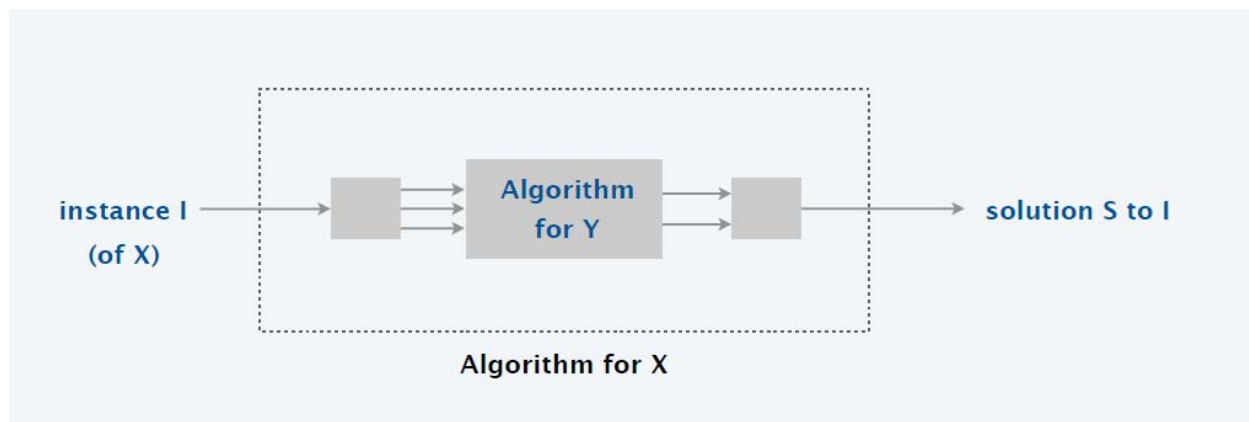 instance I
(of X)
Algorithm
for Y
solution S to I
Algorithm for X